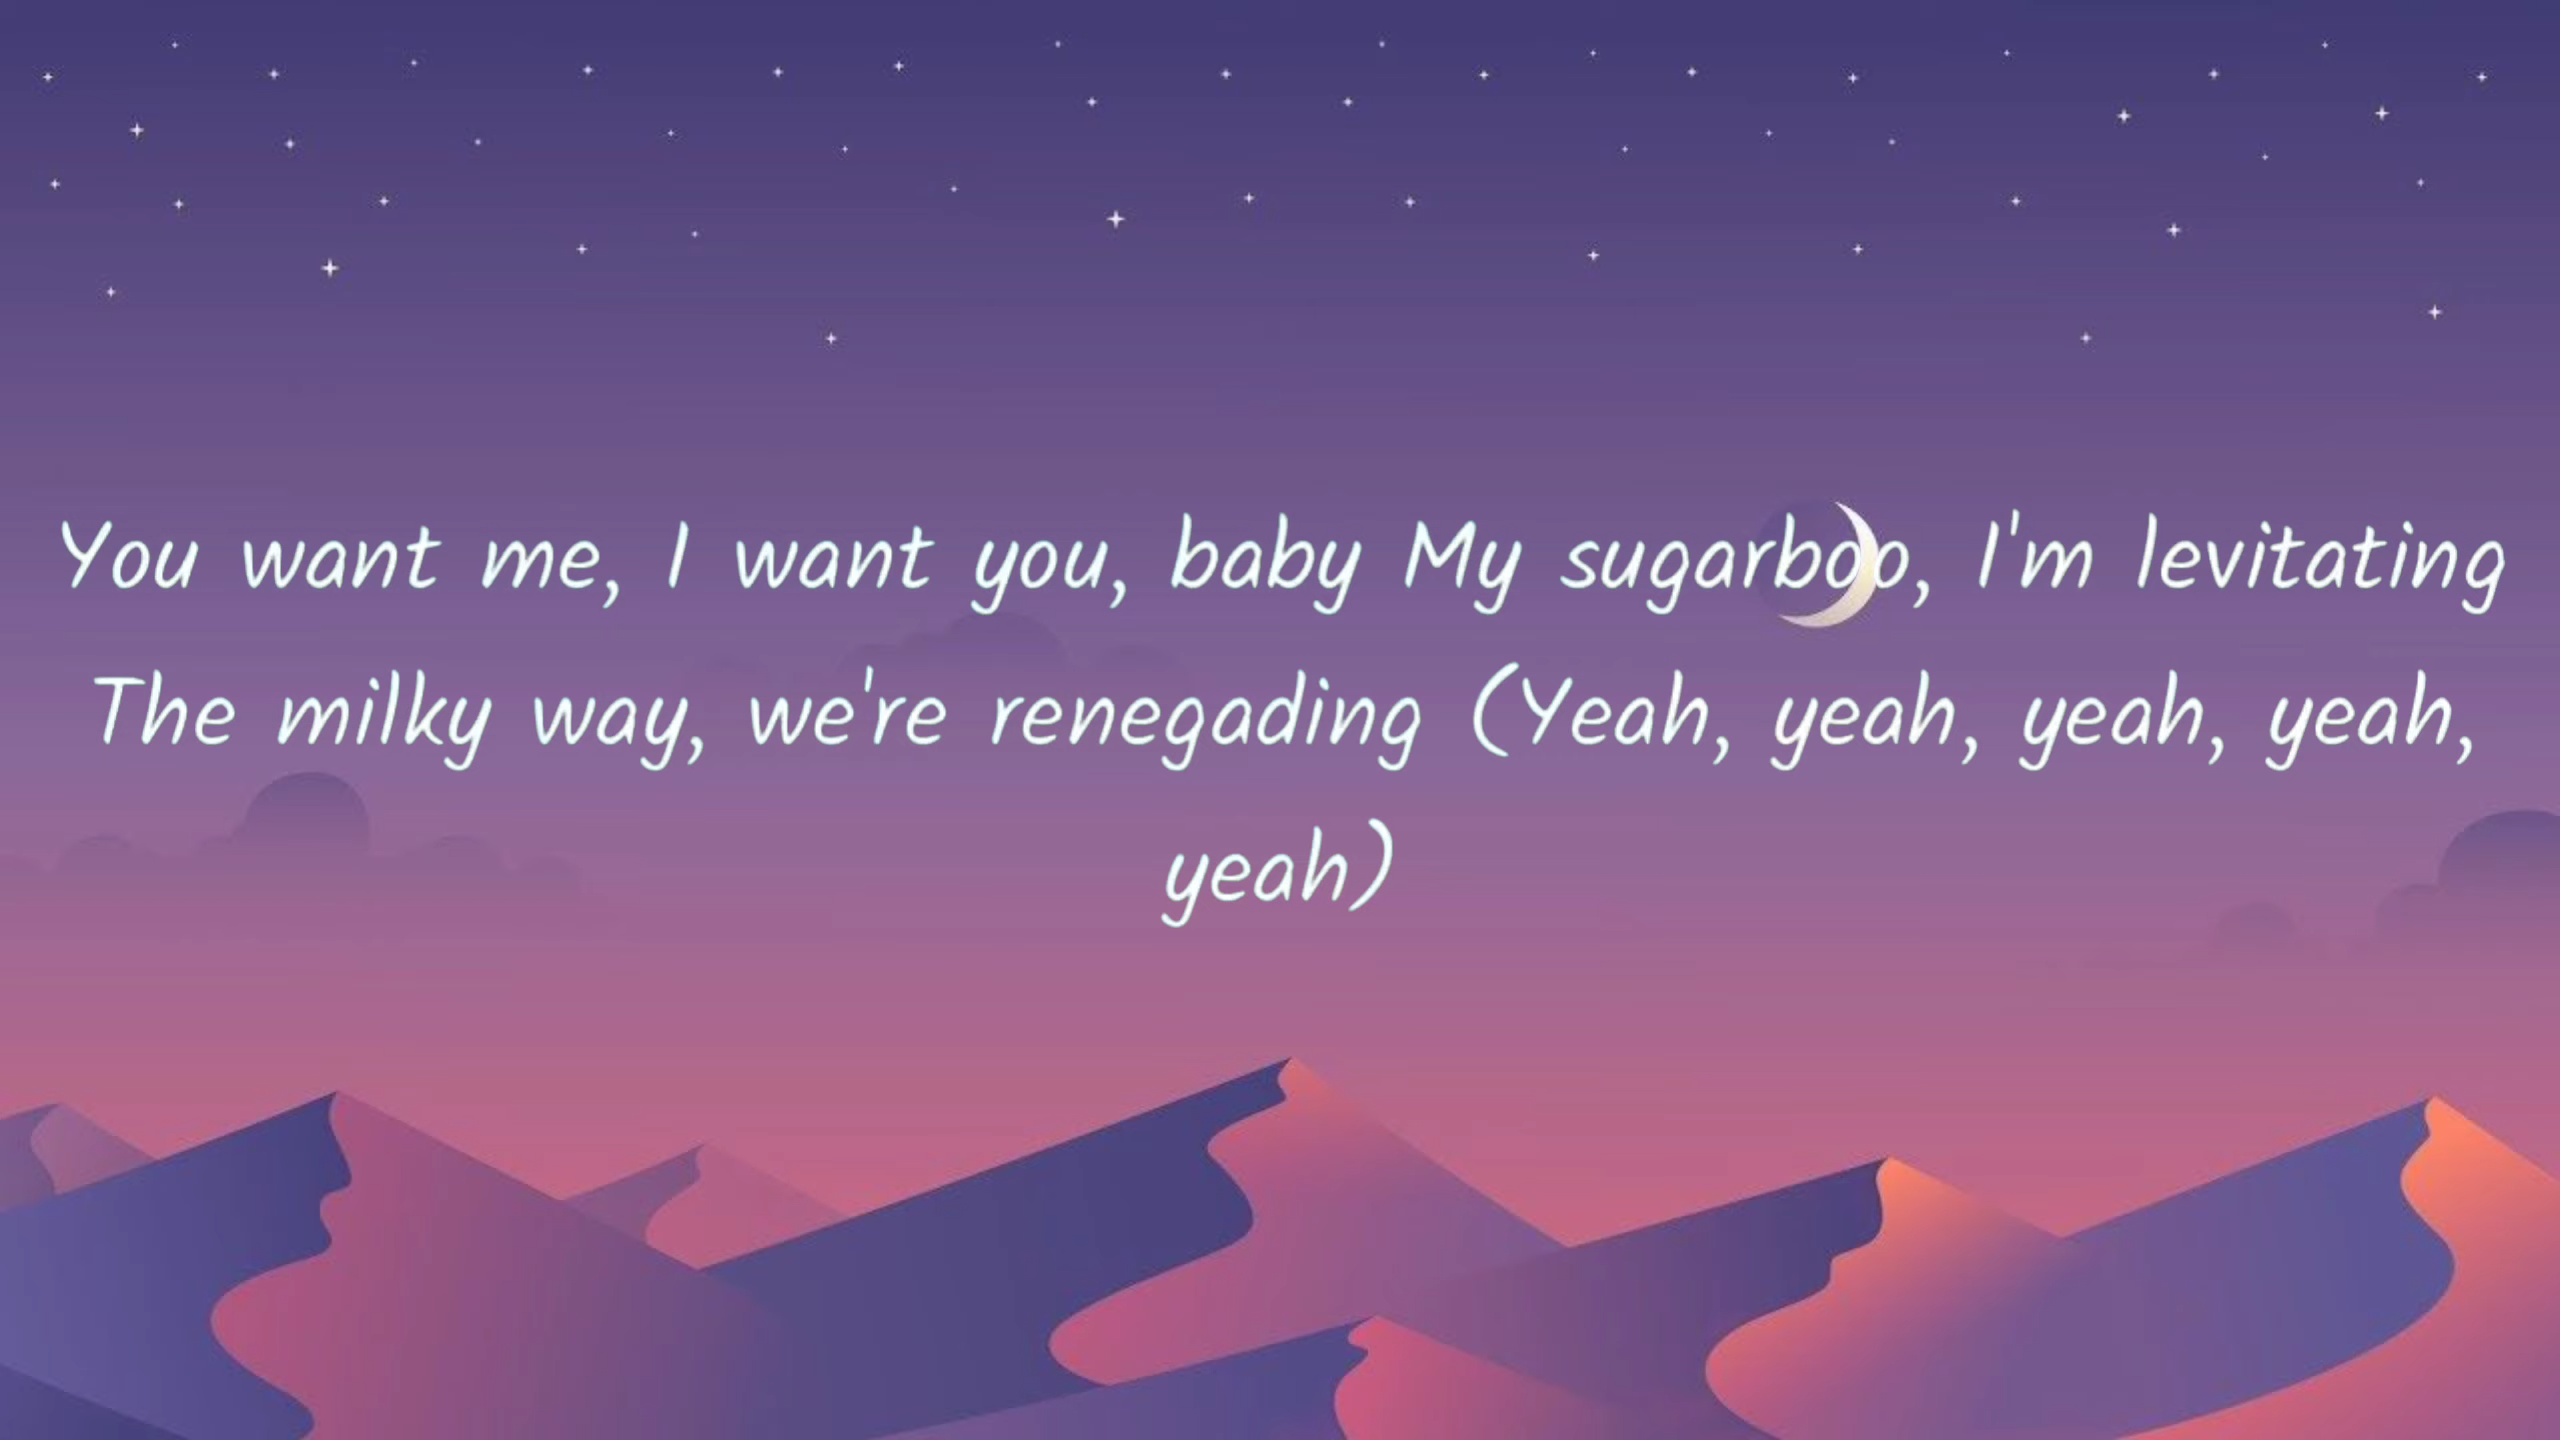 You want me, I want you, baby My sugarboo, I'm levitating
The milky way, we're renegading (Yeah, yeah, yeah, yeah,
yeah)